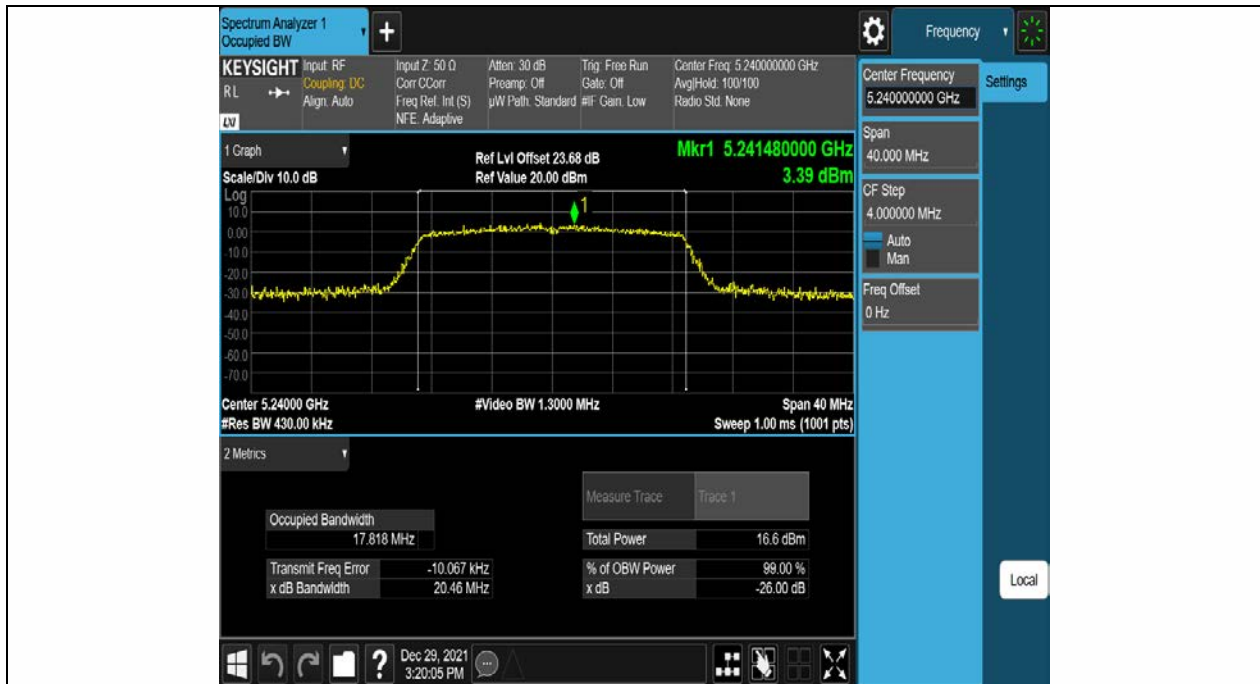 Spectrum Analyzer 1
Occupied BW
+
Frequency
KEYSIGHT
RL
LXI
Input: RF
Coupling: DC
Align: Auto
Input Z: 50 Ω
Corr CCorr
Freq Ref: Int (S)
NFE: Adaptive
Atten: 30 dB
Preamp: Off
µW Path: Standard
Trig: Free Run
Gate: Off
#IF Gain: Low
Center Freq: 5.240000000 GHz
Avg|Hold: 100/100
Radio Std: None
Center Frequency
5.240000000 GHz
Settings
Span
40.000 MHz
CF Step
4.000000 MHz
Auto
Man
Freq Offset
0 Hz
Local
1 Graph
Scale/Div 10.0 dB
Ref Lvl Offset 23.68 dB
Ref Value 20.00 dBm
Mkr1 5.241480000 GHz
3.39 dBm
Log
10.0
0.00
-10.0
-20.0
-30.0
-40.0
-50.0
-60.0
-70.0
1
Center 5.24000 GHz
#Video BW 1.3000 MHz
Span 40 MHz
#Res BW 430.00 kHz
Sweep 1.00 ms (1001 pts)
2 Metrics
Measure Trace Trace 1
Occupied Bandwidth
17.818 MHz
Total Power 16.6 dBm
Transmit Freq Error -10.067 kHz
% of OBW Power 99.00 %
x dB Bandwidth 20.46 MHz
x dB -26.00 dB
?
Dec 29, 2021
3:20:05 PM